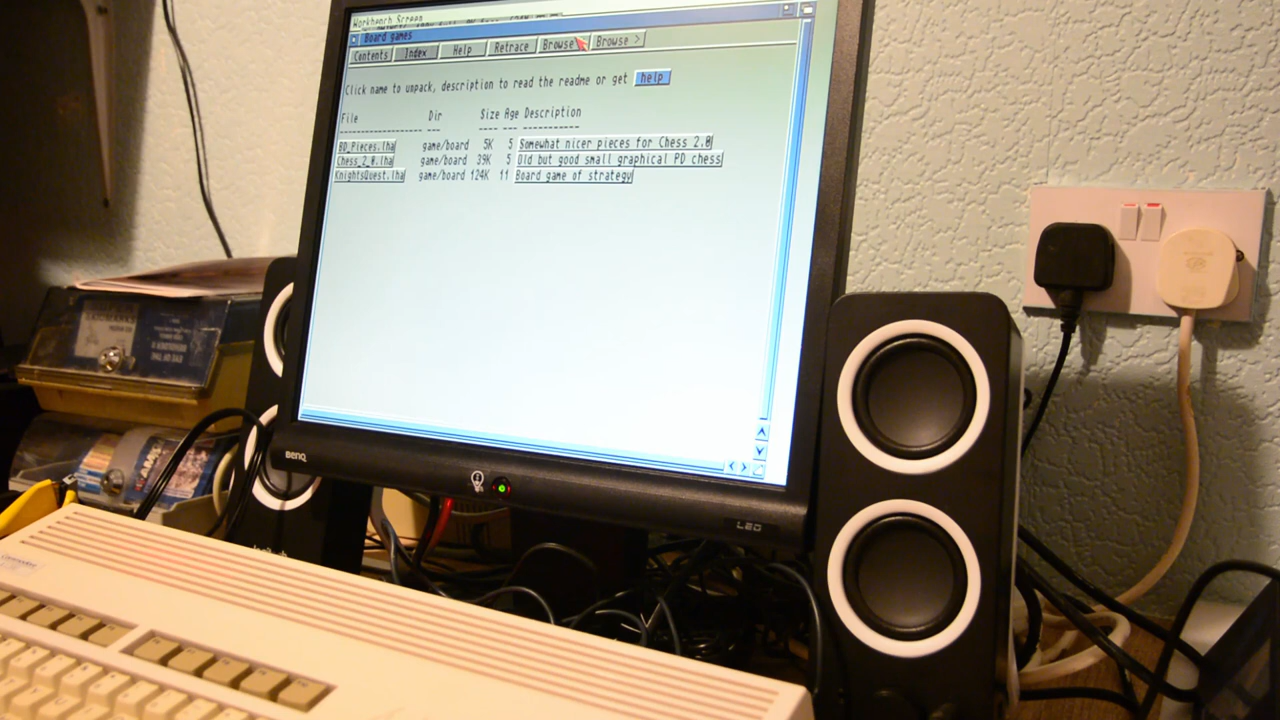 Workbench Screen
Board games
Contents Index Help Retrace Browse Browse >
Click name to unpack, description to read the readme or get help
File Dir Size Age Description
BD_Pieces.lha game/board 5K 5 Somewhat nicer pieces for Chess 2.0
Chess_2_0.lha game/board 39K 5 Old but good small graphical PD chess
KnightsQuest.lha game/board 124K 11 Board game of strategy
BenQ
LED
Commodore